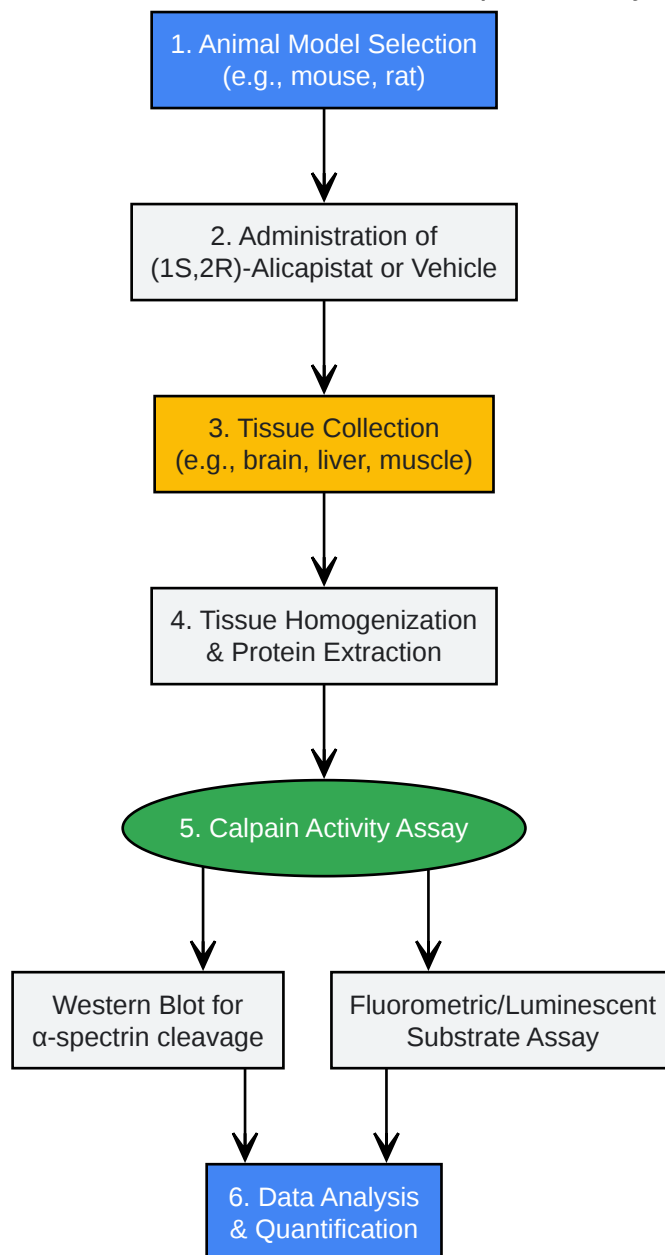 1. Animal Model Selection
(e.g., mouse, rat)
2. Administration of
(1S,2R)-Alicapistat or Vehicle
3. Tissue Collection
(e.g., brain, liver, muscle)
4. Tissue Homogenization
& Protein Extraction
5. Calpain Activity Assay
Western Blot for
α-spectrin cleavage
Fluorometric/Luminescent
Substrate Assay
6. Data Analysis
& Quantification